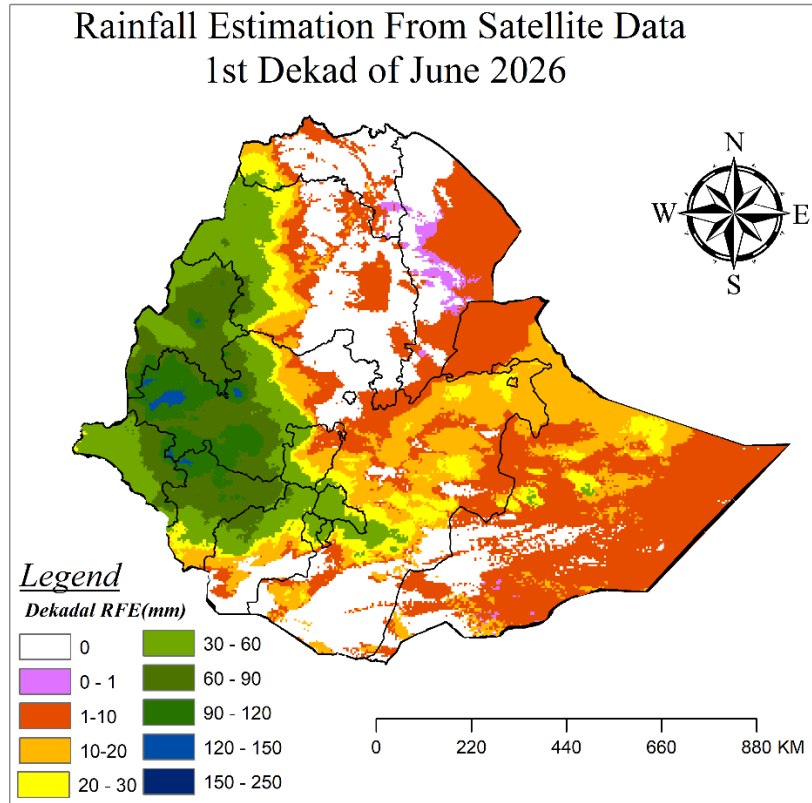 Rainfall Estimation From Satellite Data
1st Dekad of June 2026
N
W
E
S
Legend
Dekadal RFE(mm)
0
0 - 1
1-10
10-20
20 - 30
30 - 60
60 - 90
90 - 120
120 - 150
150 - 250
0 220 440 660 880 KM